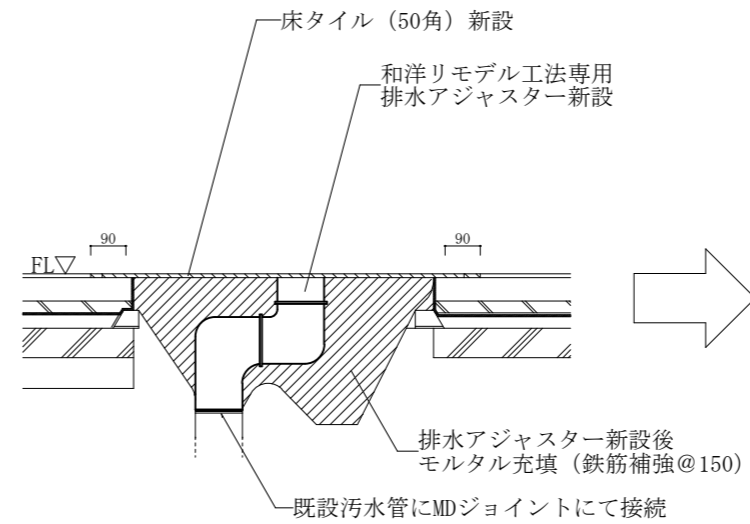 床タイル（50角）新設
和洋リモデル工法専用
排水アジャスター新設
90
90
FL
排水アジャスター新設後
モルタル充填（鉄筋補強@150）
既設汚水管にMDジョイントにて接続